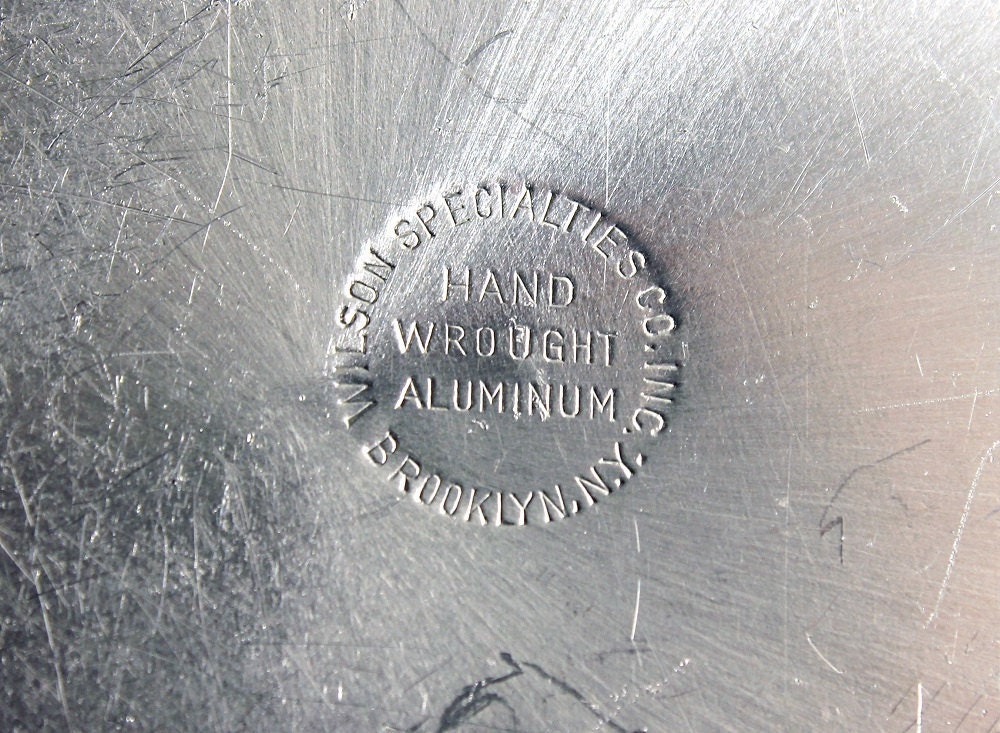 WILSON SPECIALTIES CO. INC.
HAND
WROUGHT
ALUMINUM
BROOKLYN, N.Y.